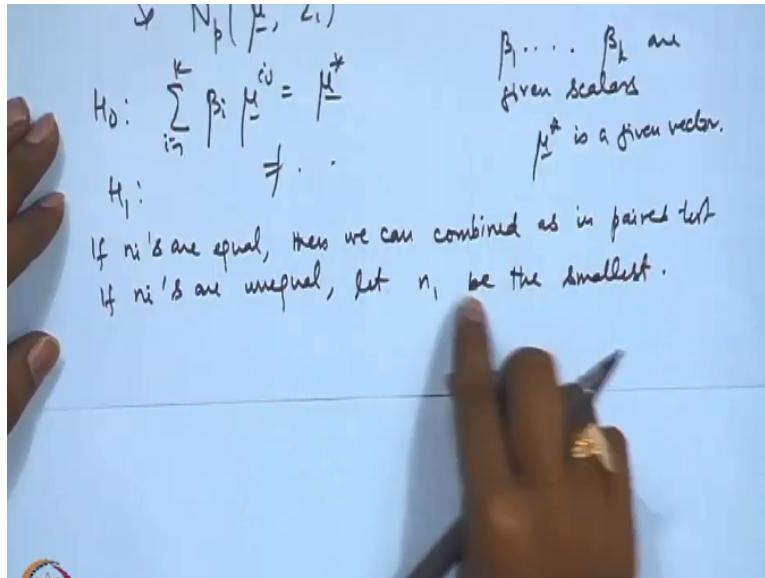 N_p(μ, Σ_i)
β_1 .... β_k are
given scalars
H_0: Σ_{i=1}^{k} β_i μ^{(i)} = μ*
μ* is a given vector.
H_1: ≠ . .
If ni's are equal, then we can combined as in paired test
If ni's are unequal, let n_1 be the smallest.